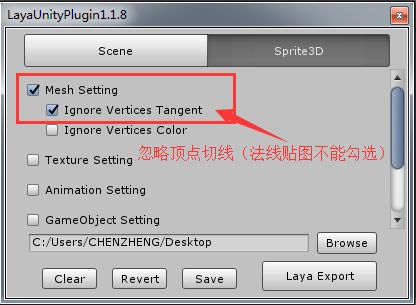 LayaUnityPlugin1.1.8
Scene
Sprite3D
Mesh Setting
Ignore Vertices Tangent
Ignore Vertices Color
忽略顶点切线（法线贴图不能勾选）
Texture Setting
Animation Setting
GameObject Setting
C:/Users/CHENZHENG/Desktop
Browse
Clear
Revert
Save
Laya Export